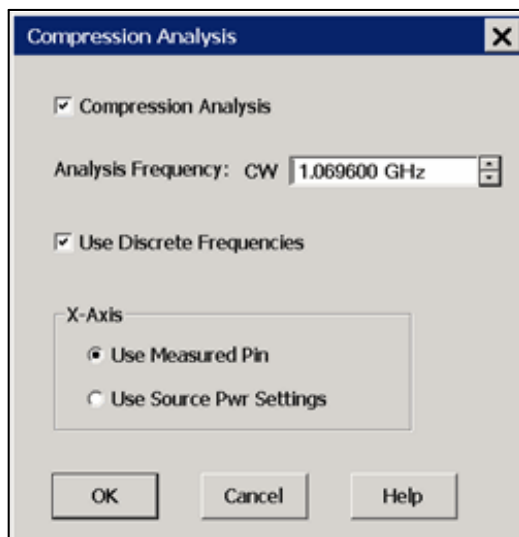 Compression Analysis
Compression Analysis
Analysis Frequency: CW 1.069600 GHz
Use Discrete Frequencies
X-Axis
Use Measured Pin
Use Source Pwr Settings
OK Cancel Help